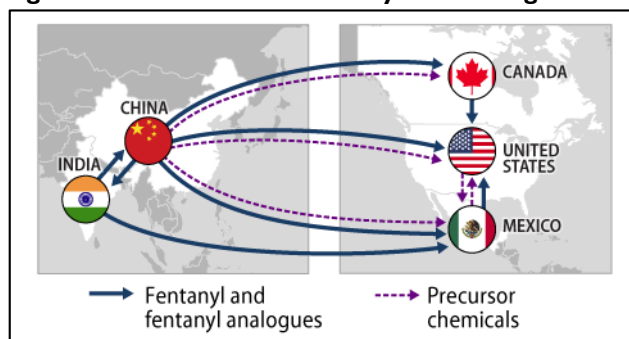 CHINA
INDIA
CANADA
UNITED
STATES
MEXICO
Fentanyl and
fentanyl analogues
Precursor
chemicals